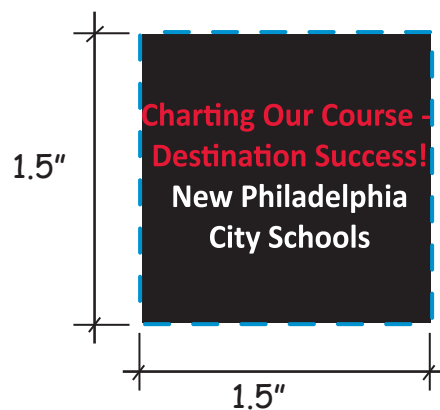 Charting Our Course -
Destination Success!
New Philadelphia
City Schools
1.5"
1.5"